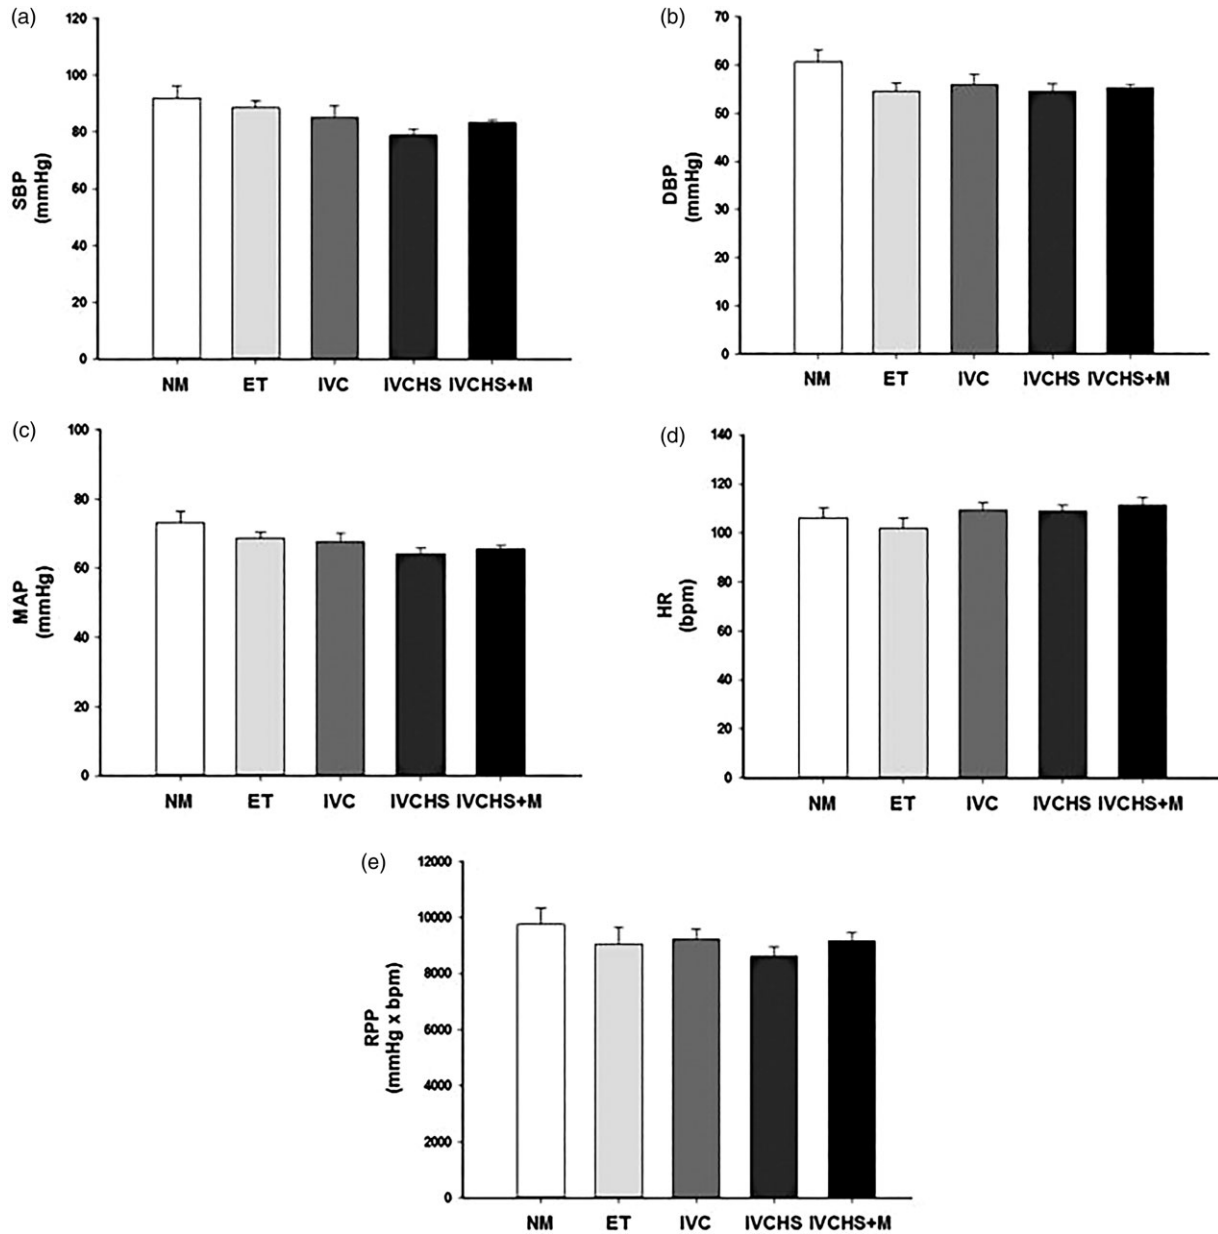 (a)
120
100
80
60
40
20
0
SBP
(mmHg)
NM ET IVC IVCHS IVCHS+M
(b)
70
60
50
40
30
20
10
0
DBP
(mmHg)
NM ET IVC IVCHS IVCHS+M
(c)
100
80
60
40
20
0
MAP
(mmHg)
NM ET IVC IVCHS IVCHS+M
(d)
140
120
100
80
60
40
20
0
HR
(bpm)
NM ET IVC IVCHS IVCHS+M
(e)
12000
10000
8000
6000
4000
2000
0
RPP
(mmHg x bpm)
NM ET IVC IVCHS IVCHS+M